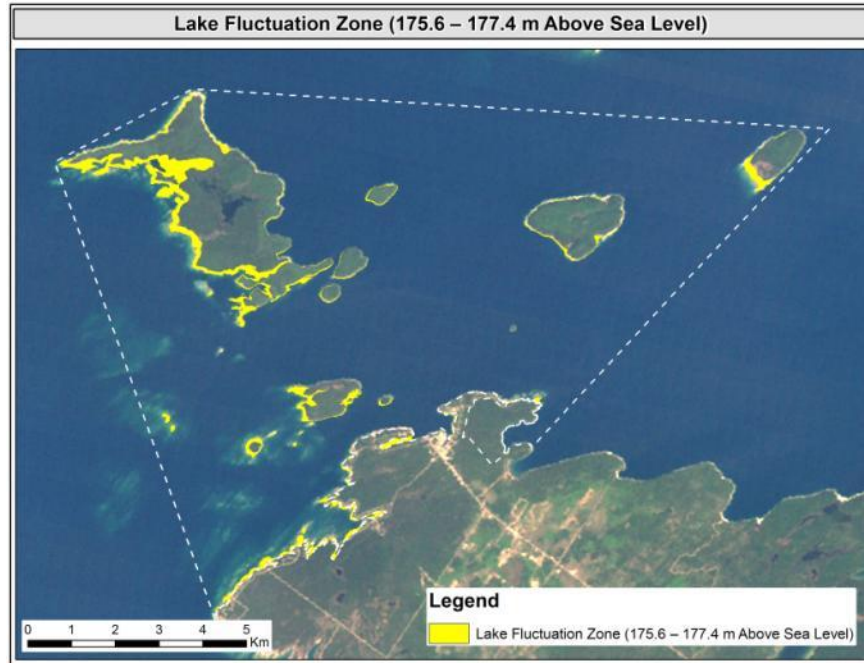 Lake Fluctuation Zone (175.6 – 177.4 m Above Sea Level)
Legend
Lake Fluctuation Zone (175.6 – 177.4 m Above Sea Level)
0 1 2 3 4 5
Km